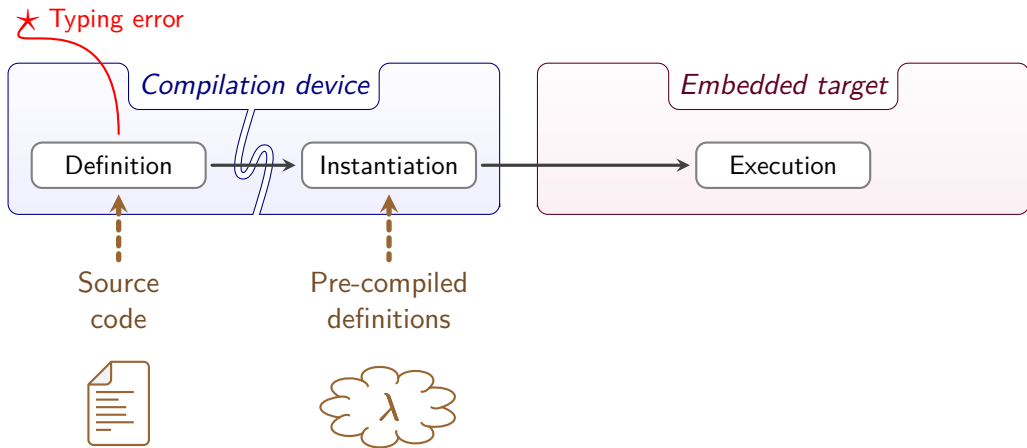 Typing error
Compilation device
Embedded target
Definition
Instantiation
Execution
Source
code
Pre-compiled
definitions
λ